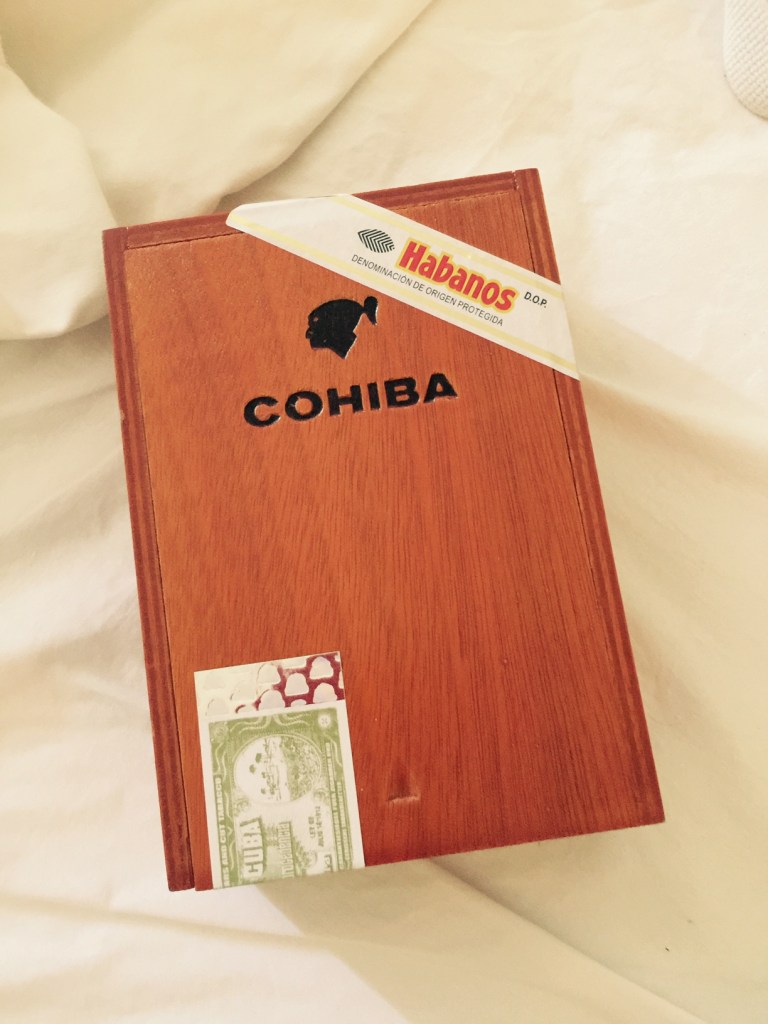 Habanos D.O.P.
DENOMINACIÓN DE ORIGEN PROTEGIDA
COHIBA
CUBA